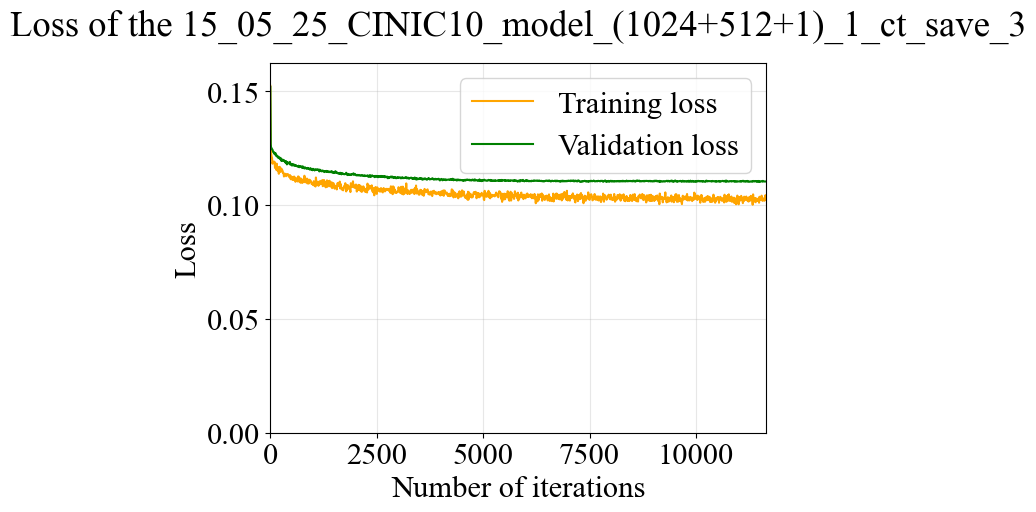 Loss of the 15_05_25_CINIC10_model_(1024+512+1)_1_ct_save_3
Training loss
Validation loss
0.15
0.10
0.05
0.00
Loss
0 2500 5000 7500 10000
Number of iterations